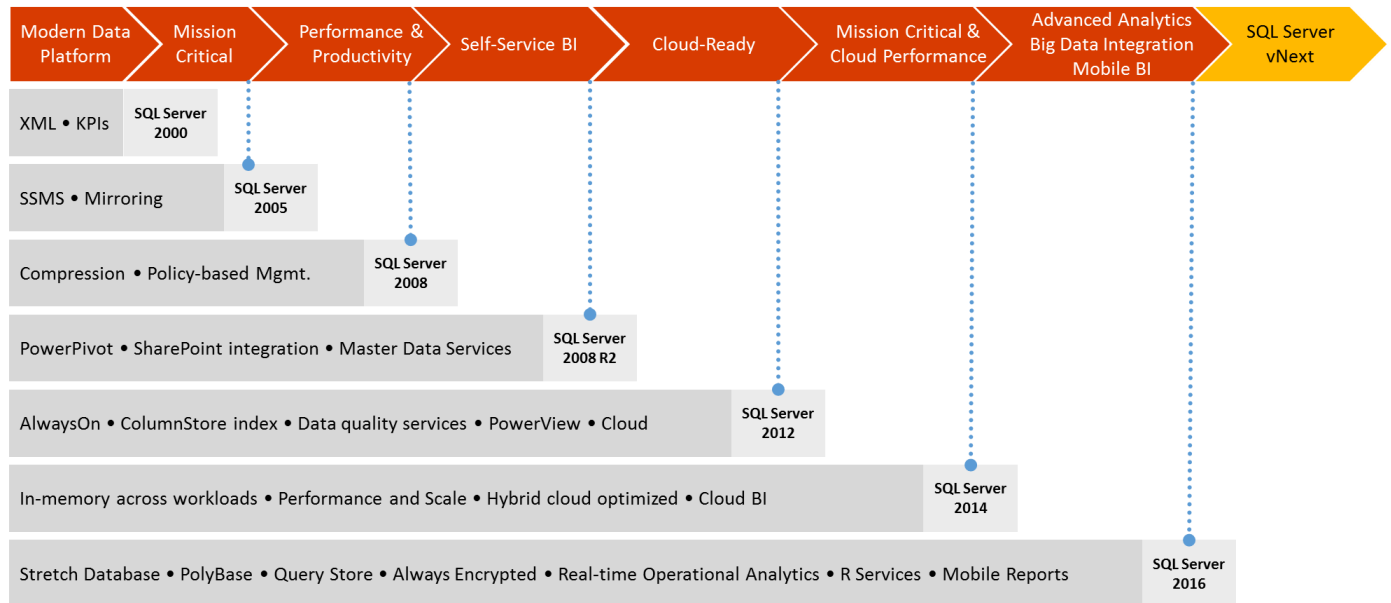 Modern Data
Platform
Mission
Critical
Performance &
Productivity
Self-Service BI
Cloud-Ready
Mission Critical &
Cloud Performance
Advanced Analytics
Big Data Integration
Mobile BI
SQL Server
vNext
XML • KPIs
SQL Server
2000
SSMS • Mirroring
SQL Server
2005
Compression • Policy-based Mgmt.
SQL Server
2008
PowerPivot • SharePoint integration • Master Data Services
SQL Server
2008 R2
AlwaysOn • ColumnStore index • Data quality services • PowerView • Cloud
SQL Server
2012
In-memory across workloads • Performance and Scale • Hybrid cloud optimized • Cloud BI
SQL Server
2014
Stretch Database • PolyBase • Query Store • Always Encrypted • Real-time Operational Analytics • R Services • Mobile Reports
SQL Server
2016